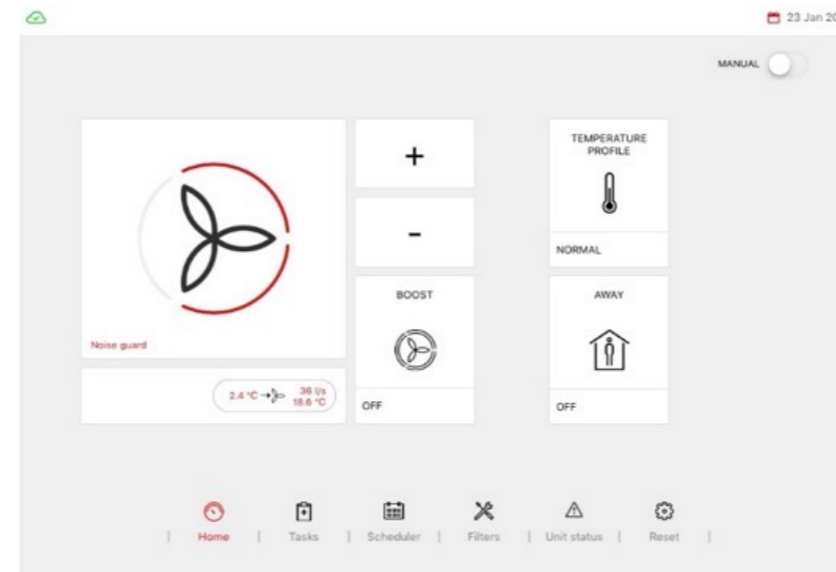 23 Jan 20
MANUAL
+
-
TEMPERATURE
PROFILE
NORMAL
BOOST
OFF
AWAY
OFF
Noise guard
2.4 °C
36 l/s
18.6 °C
Home
Tasks
Scheduler
Filters
Unit status
Reset